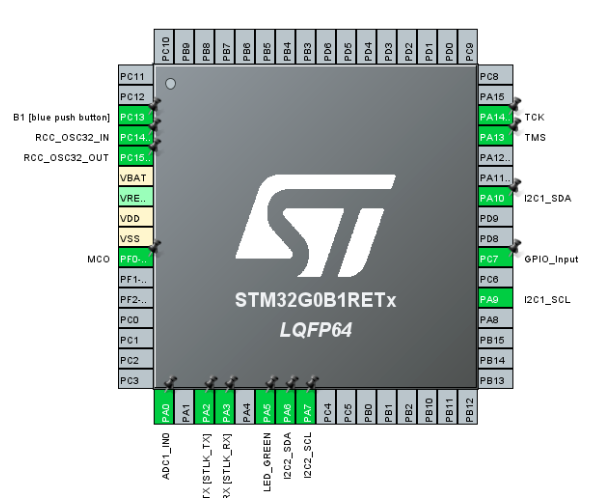 PC10
PB9
PB8
PB7
PB6
PB5
PB4
PB3
PD6
PD5
PD4
PD3
PD2
PD1
PD0
PC9
PC11
PC12
B1 [blue push button] PC13
RCC_OSC32_IN PC14..
RCC_OSC32_OUT PC15..
VBAT
VRE..
VDD
VSS
MCO PF0-..
PF1-..
PF2-..
PC0
PC1
PC2
PC3
ST
STM32G0B1RETx
LQFP64
PC8
PA15
PA14.. TCK
PA13 TMS
PA12..
PA11..
PA10 I2C1_SDA
PD9
PD8
PC7 GPIO_Input
PC6
PA9 I2C1_SCL
PA8
PB15
PB14
PB13
PA0
PA1
PA2
PA3
PA4
PA5
PA6
PA7
PC4
PC5
PB0
PB1
PB2
PB10
PB11
PB12
ADC1_IN0
TX [STLK_TX]
RX [STLK_RX]
LED_GREEN
I2C2_SDA
I2C2_SCL